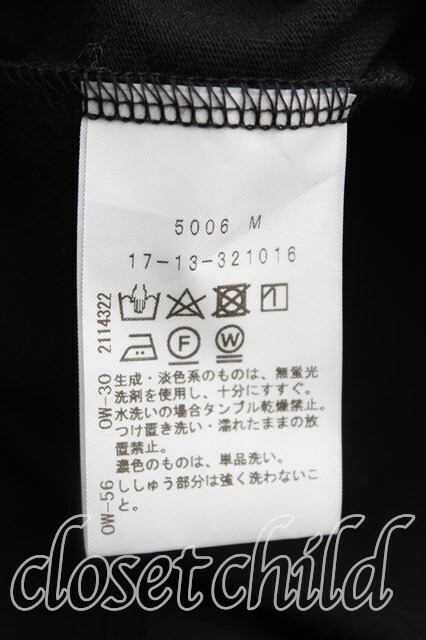 5006 M
17-13-321016
F
W
OW-30 2114322
OW-56
生成・淡色系のものは、無蛍光
洗剤を使用し、十分にすすぐ。
水洗いの場合タンブル乾燥禁止。
つけ置き洗い・濡れたままの放
置禁止。
濃色のものは、単品洗い。
ししゅう部分は強く洗わないこ
と。
closetchild